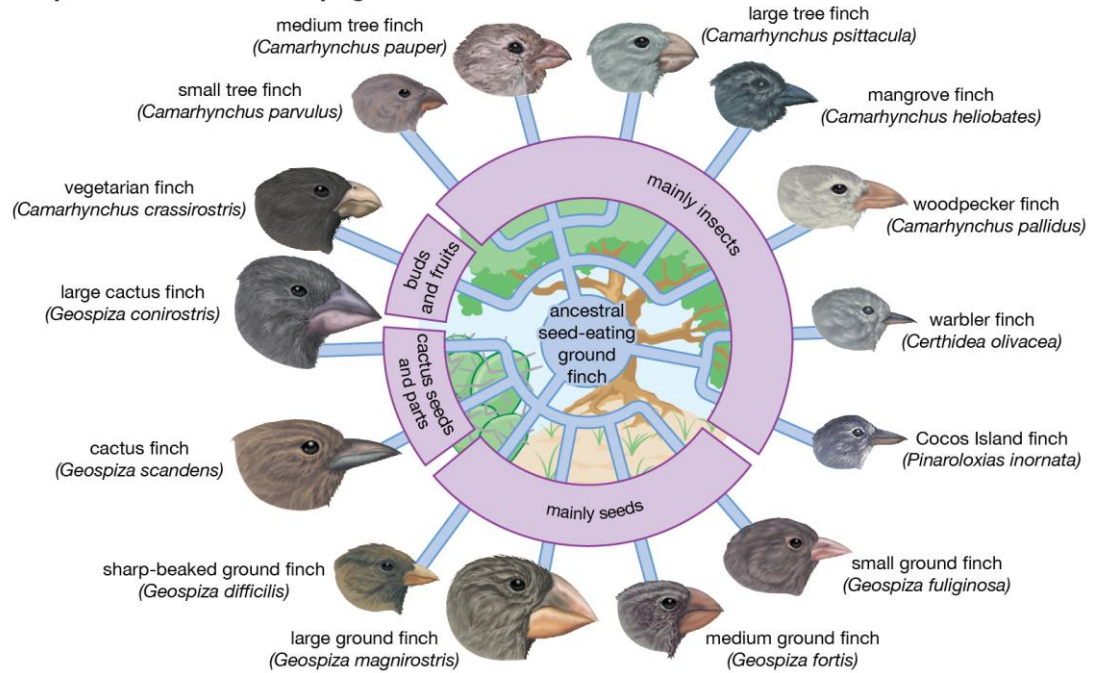 medium tree finch
(Camarhynchus pauper)
large tree finch
(Camarhynchus psittacula)
small tree finch
(Camarhynchus parvulus)
mangrove finch
(Camarhynchus heliobates)
vegetarian finch
(Camarhynchus crassirostris)
woodpecker finch
(Camarhynchus pallidus)
large cactus finch
(Geospiza conirostris)
warbler finch
(Certhidea olivacea)
cactus finch
(Geospiza scandens)
Cocos Island finch
(Pinaroloxias inornata)
sharp-beaked ground finch
(Geospiza difficilis)
small ground finch
(Geospiza fuliginosa)
large ground finch
(Geospiza magnirostris)
medium ground finch
(Geospiza fortis)
mainly insects
buds
and fruits
cactus seeds
and parts
mainly seeds
ancestral
seed-eating
ground
finch